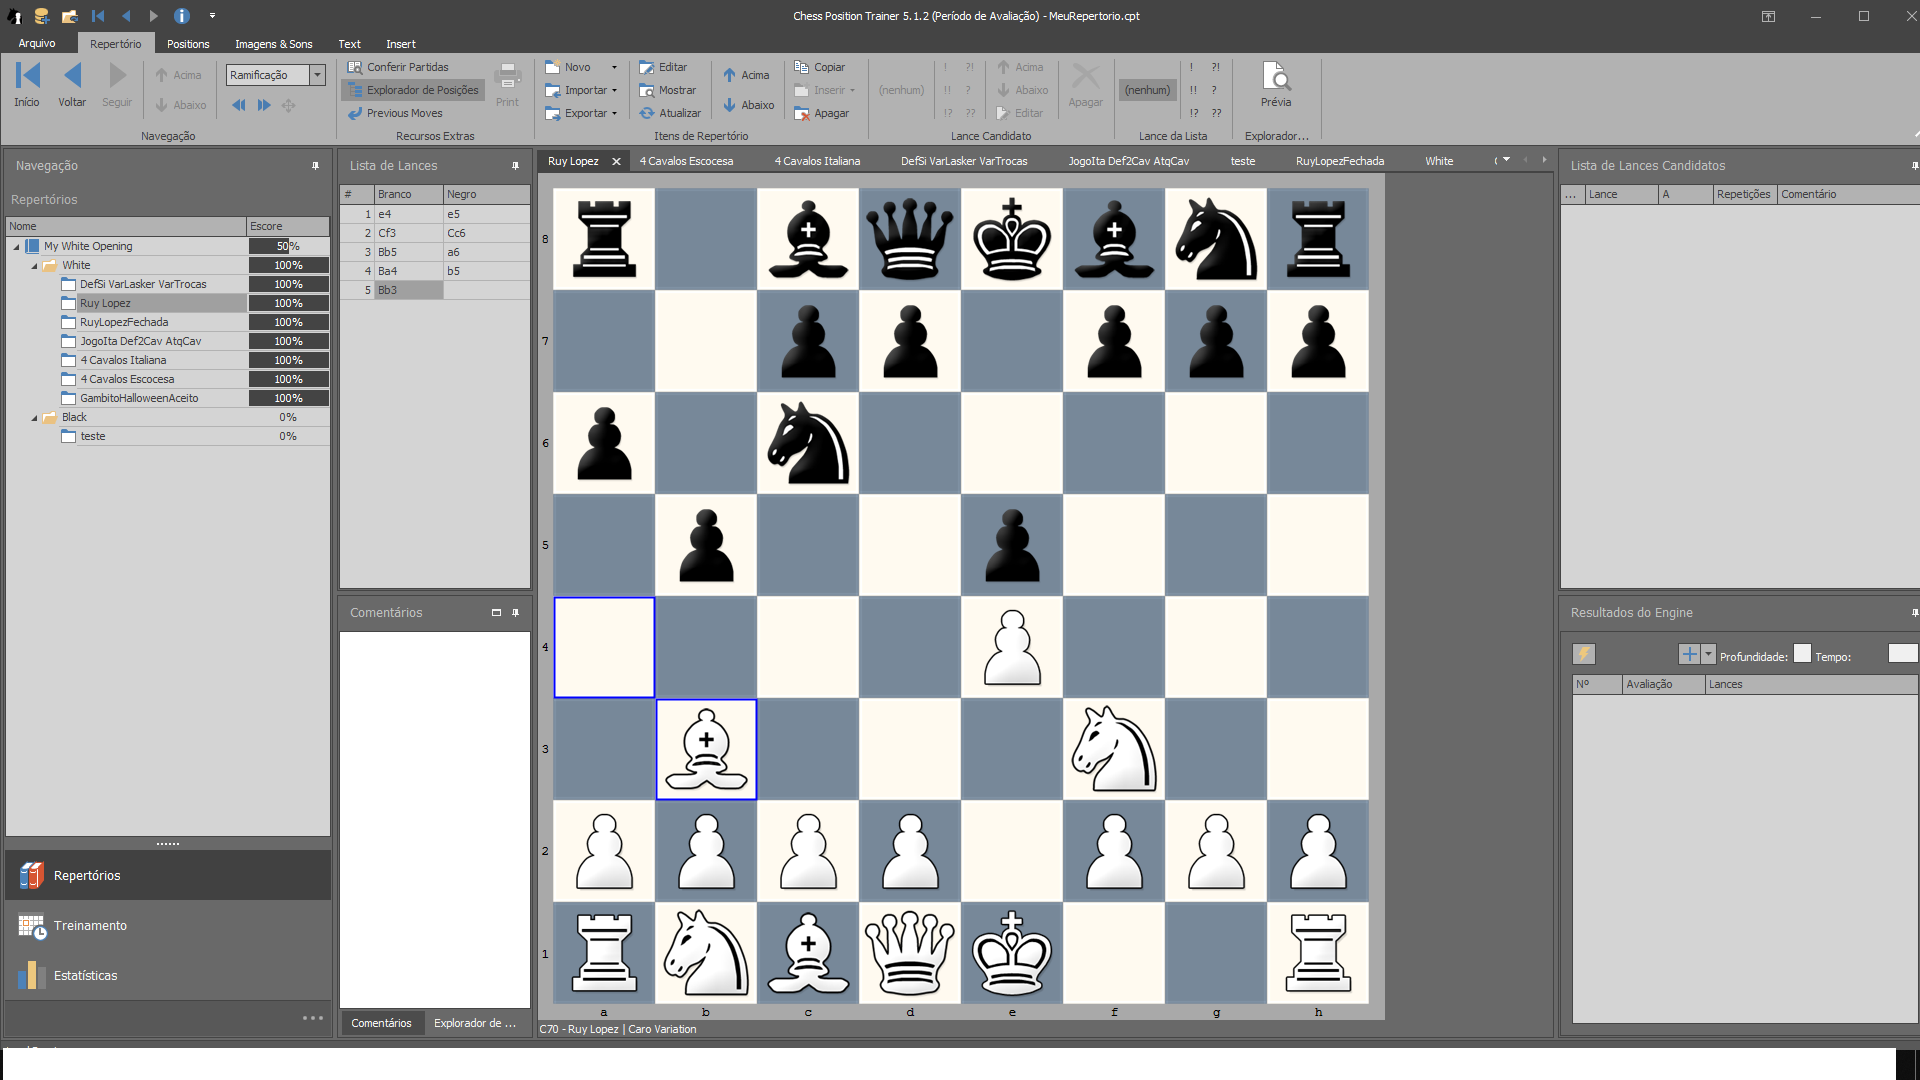 Chess Position Trainer 5.1.2 (Período de Avaliação) - MeuRepertorio.cpt
Arquivo Repertório Positions Imagens & Sons Text Insert
Início Voltar Seguir Acima Abaixo Ramificação
Navegação
Conferir Partidas
Explorador de Posições
Previous Moves
Print
Recursos Extras
Novo Importar Exportar
Editar Mostrar Atualizar
Acima Abaixo
Copiar Inserir Apagar
Itens de Repertório
(nenhum) ! ?! !! ? !? ?? Acima Abaixo Editar Apagar
Lance Candidato
(nenhum) ! ?! !! ? !? ??
Lance da Lista
Prévia
Explorador...
Navegação
Repertórios
Nome Escore
My White Opening 50%
White 100%
DefSi VarLasker VarTrocas 100%
Ruy Lopez 100%
RuyLopezFechada 100%
JogoIta Def2Cav AtqCav 100%
4 Cavalos Italiana 100%
4 Cavalos Escocesa 100%
GambitoHalloweenAceito 100%
Black 0%
teste 0%
Repertórios
Treinamento
Estatísticas
Lista de Lances
# Branco Negro
1 e4 e5
2 Cf3 Cc6
3 Bb5 a6
4 Ba4 b5
5 Bb3
Comentários
Comentários Explorador de ...
Ruy Lopez 4 Cavalos Escocesa 4 Cavalos Italiana DefSi VarLasker VarTrocas JogoIta Def2Cav AtqCav teste RuyLopezFechada White
8
7
6
5
4
3
2
1
a b c d e f g h
C70 - Ruy Lopez | Caro Variation
Lista de Lances Candidatos
... Lance A Repetições Comentário
Resultados do Engine
Profundidade: Tempo:
Nº Avaliação Lances